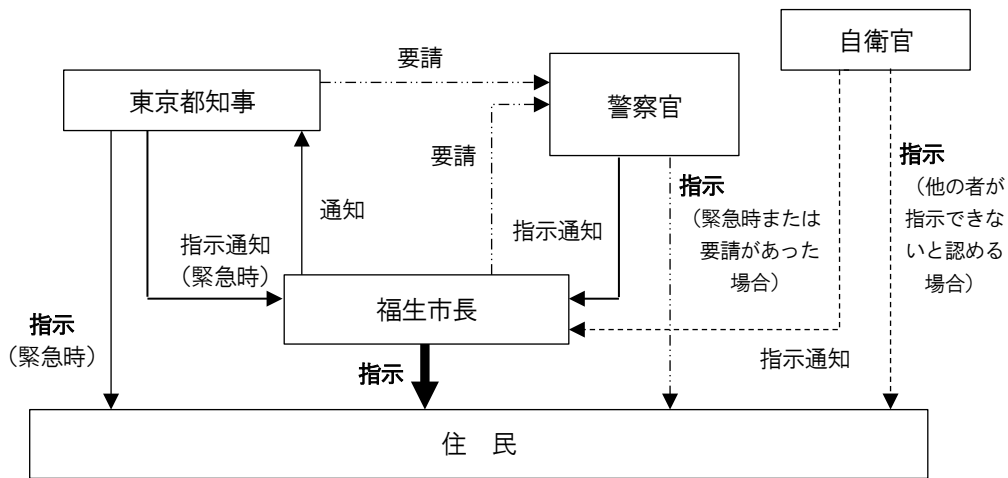 自衛官
要請
東京都知事
警察官
要請
指示
(他の者が
指示できな
いと認める
場合)
指示
(緊急時または
要請があった
場合)
通知
指示通知
指示通知
(緊急時)
福生市長
指示
(緊急時)
指示通知
指示
住 民